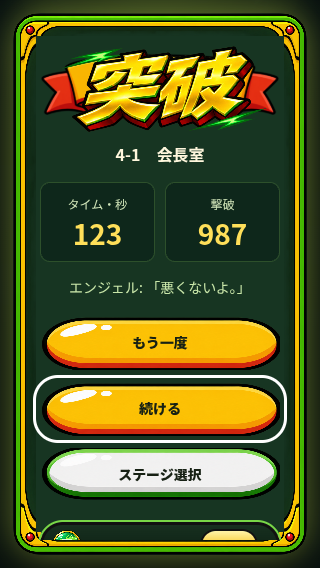 突破
4-1 会長室
タイム・秒
123
撃破
987
エンジェル: 「悪くないよ。」
もう一度
続ける
ステージ選択